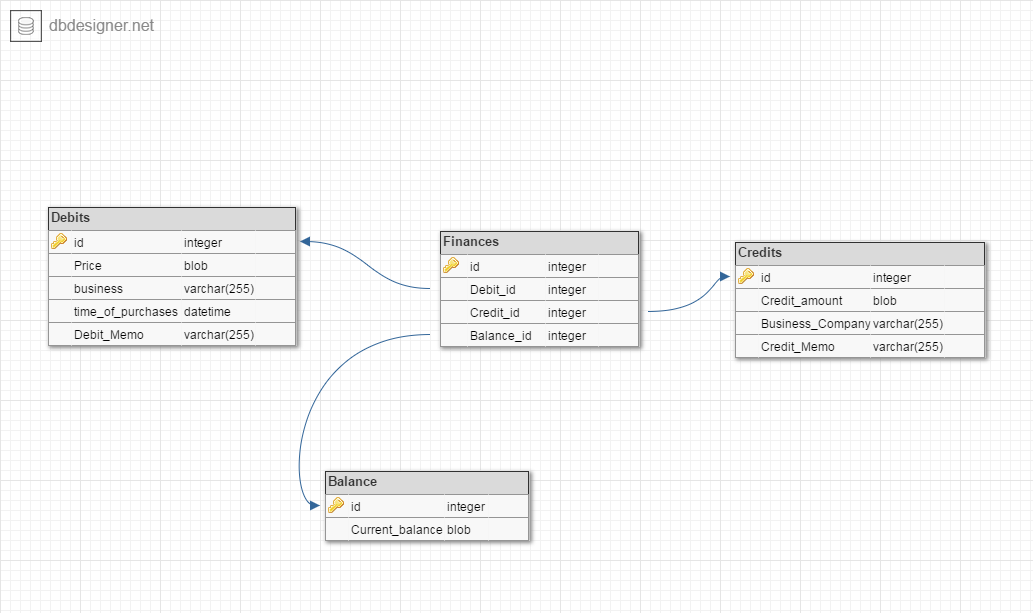 dbdesigner.net
Debits
id integer
Price blob
business varchar(255)
time_of_purchases datetime
Debit_Memo varchar(255)
Finances
id integer
Debit_id integer
Credit_id integer
Balance_id integer
Credits
id integer
Credit_amount blob
Business_Company varchar(255)
Credit_Memo varchar(255)
Balance
id integer
Current_balance blob